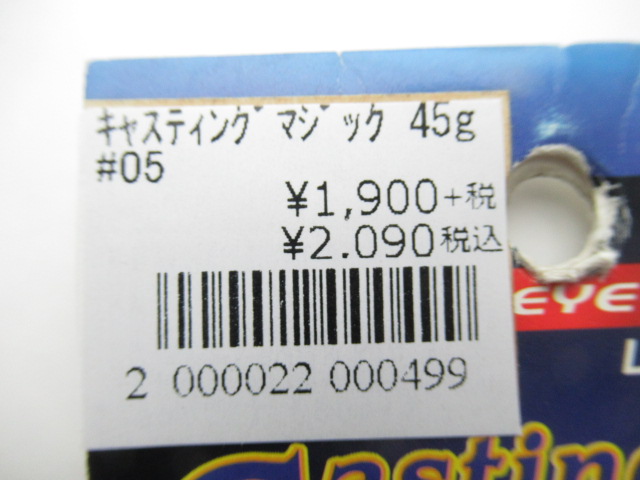 ｷｬｽﾃｨﾝｸﾞ ﾏｼﾞｯｸ 45g
#05
¥1,900+税
¥2.090税込
2 000022 000499
EYE
L
Casting